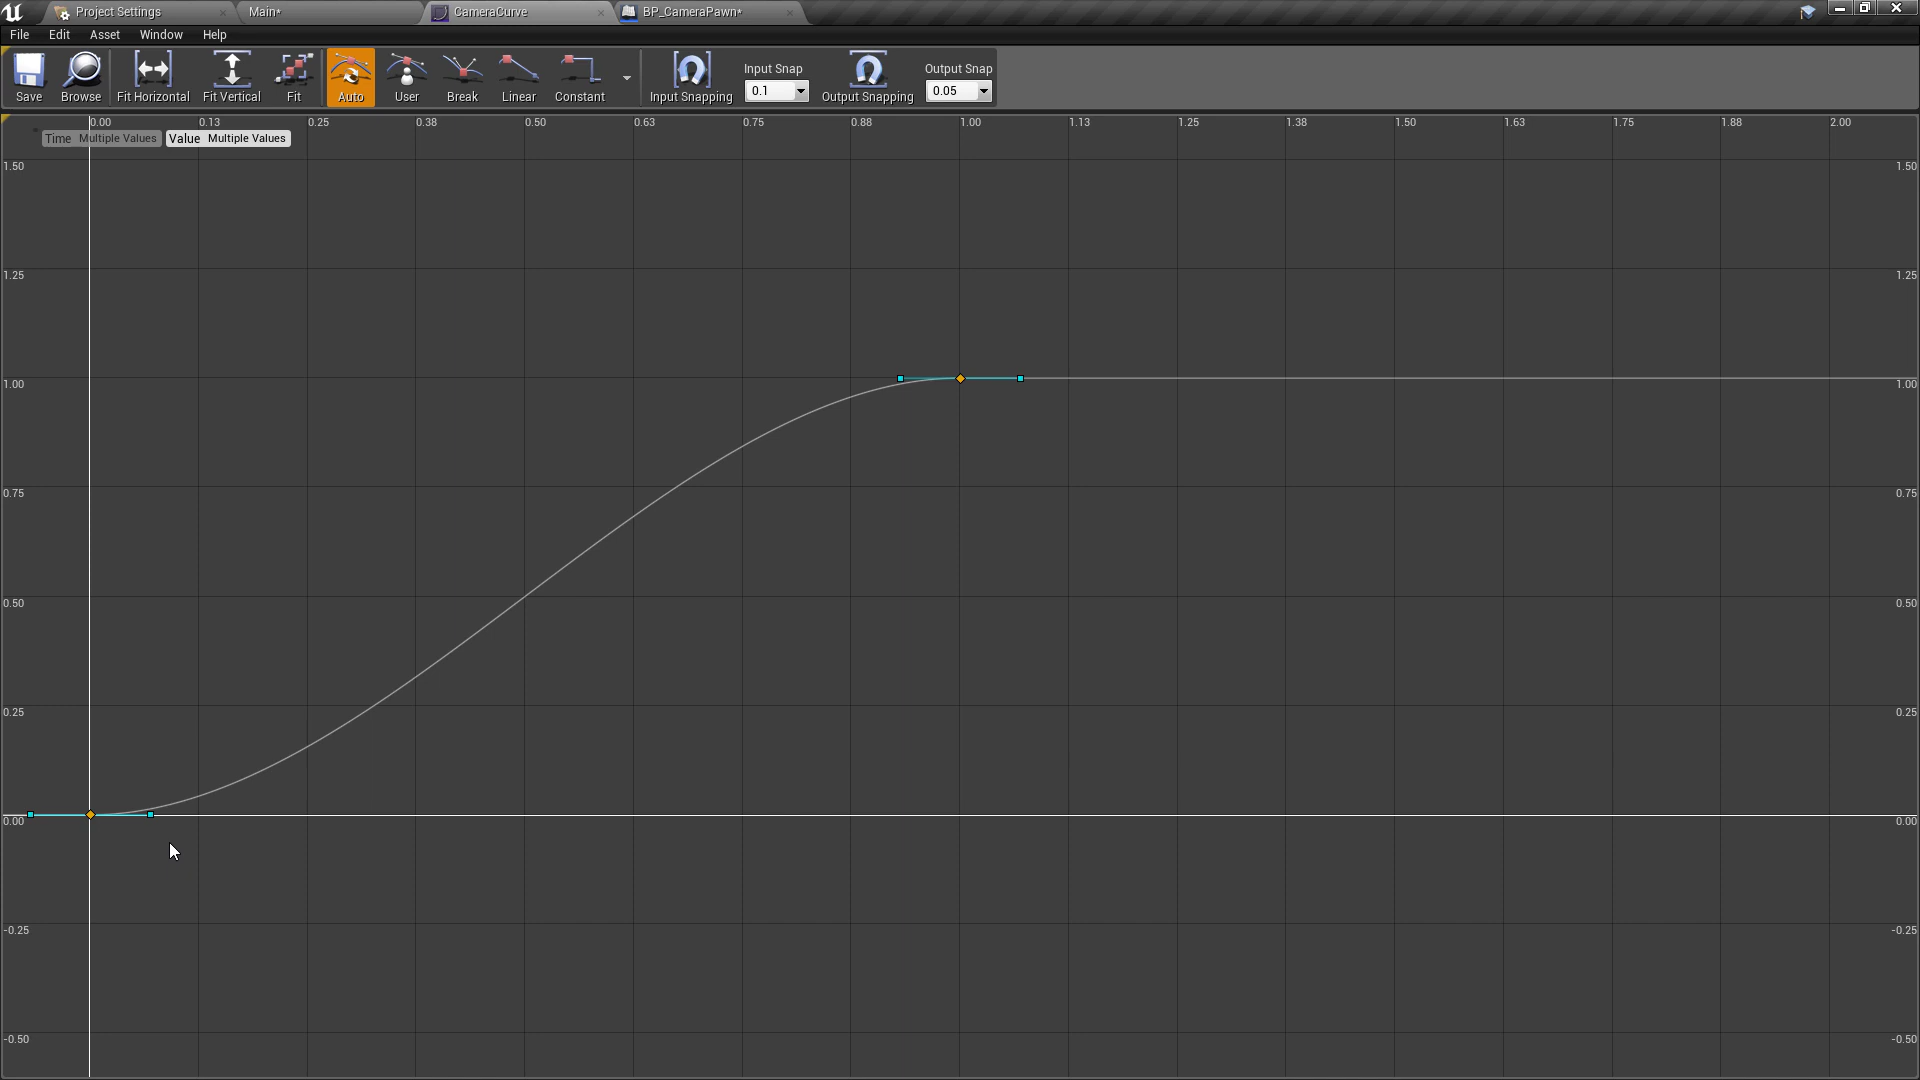 Project Settings Main* CameraCurve BP_CameraPawn*
File Edit Asset Window Help
Save Browse Fit Horizontal Fit Vertical Fit Auto User Break Linear Constant Input Snapping Input Snap 0.1 Output Snapping Output Snap 0.05
0.00 0.13 0.25 0.38 0.50 0.63 0.75 0.88 1.00 1.13 1.25 1.38 1.50 1.63 1.75 1.88 2.00
Time Multiple Values Value Multiple Values
1.50 1.50
1.25 1.25
1.00 1.00
0.75 0.75
0.50 0.50
0.25 0.25
0.00 0.00
-0.25 -0.25
-0.50 -0.50